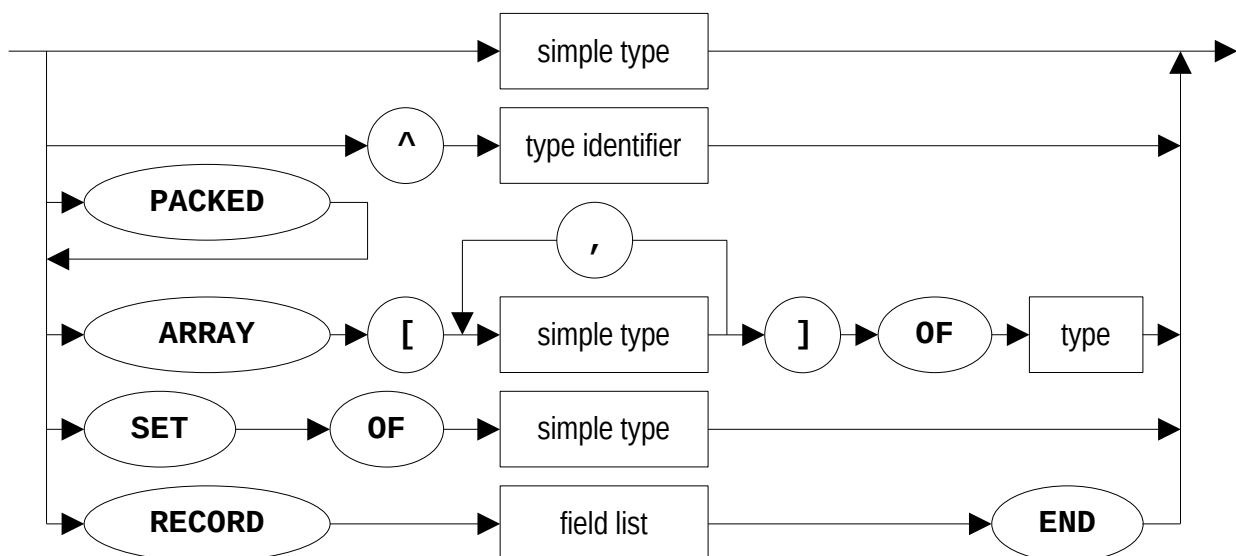 simple type
^ type identifier
PACKED
,
ARRAY [ simple type ] OF type
SET OF simple type
RECORD field list END